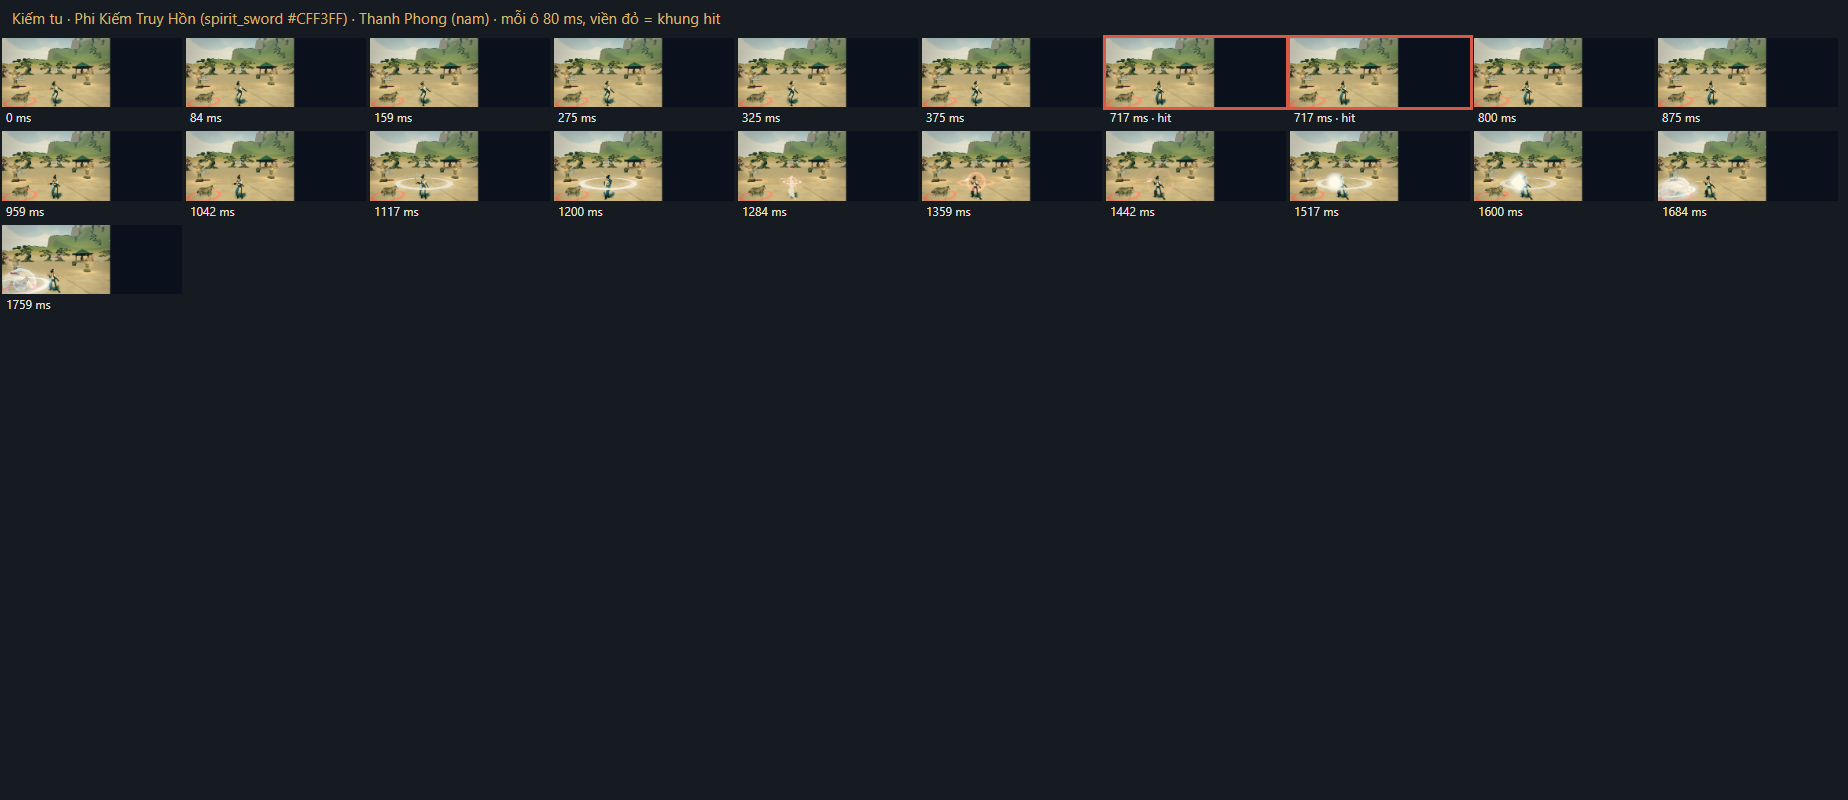 Kiếm tu · Phi Kiếm Truy Hồn (spirit_sword #CFF3FF) · Thanh Phong (nam) · mỗi ô 80 ms, viền đỏ = khung hit
0 ms
84 ms
159 ms
275 ms
325 ms
375 ms
717 ms · hit
717 ms · hit
800 ms
875 ms
959 ms
1042 ms
1117 ms
1200 ms
1284 ms
1359 ms
1442 ms
1517 ms
1600 ms
1684 ms
1759 ms